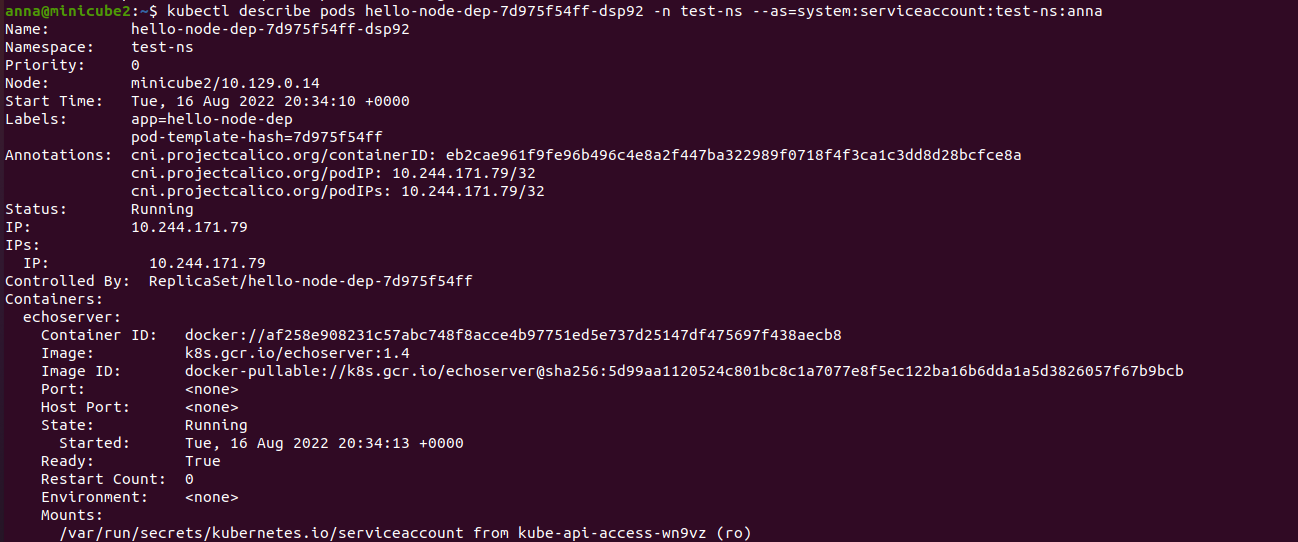 anna@minicube2:~$ kubectl describe pods hello-node-dep-7d975f54ff-dsp92 -n test-ns --as=system:serviceaccount:test-ns:anna
Name:         hello-node-dep-7d975f54ff-dsp92
Namespace:    test-ns
Priority:     0
Node:         minicube2/10.129.0.14
Start Time:   Tue, 16 Aug 2022 20:34:10 +0000
Labels:       app=hello-node-dep
              pod-template-hash=7d975f54ff
Annotations:  cni.projectcalico.org/containerID: eb2cae961f9fe96b496c4e8a2f447ba322989f0718f4f3ca1c3dd8d28bcfce8a
              cni.projectcalico.org/podIP: 10.244.171.79/32
              cni.projectcalico.org/podIPs: 10.244.171.79/32
Status:       Running
IP:           10.244.171.79
IPs:
  IP:           10.244.171.79
Controlled By:  ReplicaSet/hello-node-dep-7d975f54ff
Containers:
  echoserver:
    Container ID:   docker://af258e908231c57abc748f8acce4b97751ed5e737d25147df475697f438aecb8
    Image:          k8s.gcr.io/echoserver:1.4
    Image ID:       docker-pullable://k8s.gcr.io/echoserver@sha256:5d99aa1120524c801bc8c1a7077e8f5ec122ba16b6dda1a5d3826057f67b9bcb
    Port:           <none>
    Host Port:      <none>
    State:          Running
      Started:      Tue, 16 Aug 2022 20:34:13 +0000
    Ready:          True
    Restart Count:  0
    Environment:    <none>
    Mounts:
      /var/run/secrets/kubernetes.io/serviceaccount from kube-api-access-wn9vz (ro)